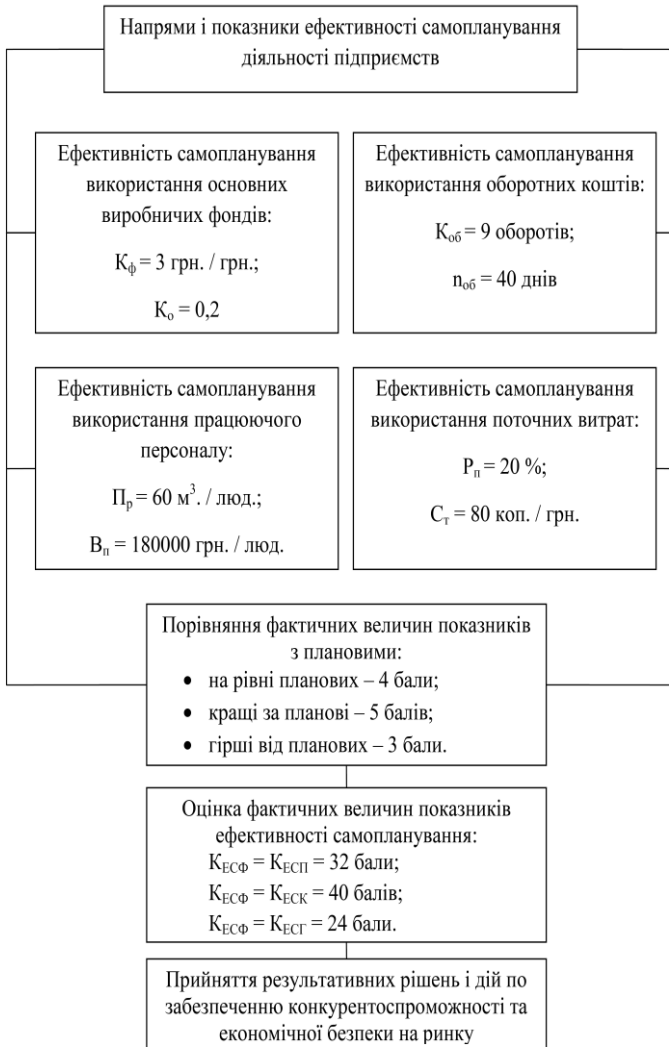 Напрями і показники ефективності самопланування
діяльності підприємств
Ефективність самопланування
використання основних
виробничих фондів:
Кф = 3 грн. / грн.;
Ко = 0,2
Ефективність самопланування
використання оборотних коштів:
Коб = 9 оборотів;
nоб = 40 днів
Ефективність самопланування
використання працюючого
персоналу:
Пр = 60 м³. / люд.;
Вп = 180000 грн. / люд.
Ефективність самопланування
використання поточних витрат:
Рп = 20 %;
Ст = 80 коп. / грн.
Порівняння фактичних величин показників
з плановими:
• на рівні планових – 4 бали;
• кращі за планові – 5 балів;
• гірші від планових – 3 бали.
Оцінка фактичних величин показників
ефективності самопланування:
КЕСФ = КЕСП = 32 бали;
КЕСФ = КЕСК = 40 балів;
КЕСФ = КЕСГ = 24 бали.
Прийняття результативних рішень і дій по
забезпеченню конкурентоспроможності та
економічної безпеки на ринку